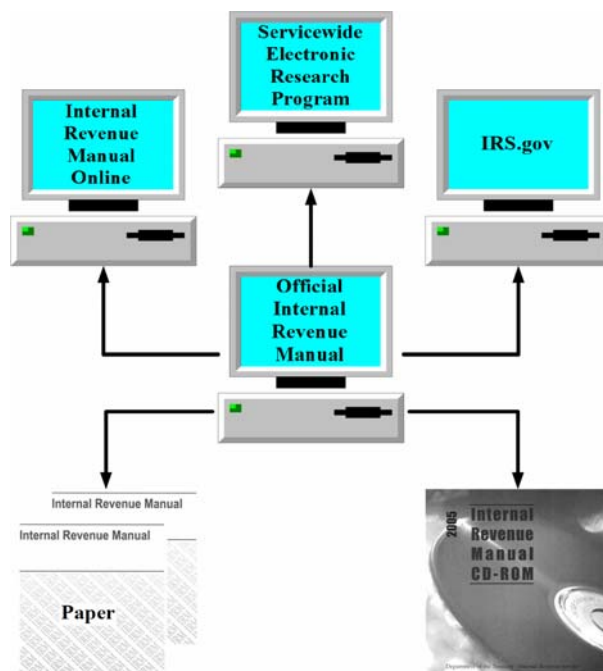 Servicewide
Electronic
Research
Program
Internal
Revenue
Manual
Online
IRS.gov
Official
Internal
Revenue
Manual
Internal Revenue Manual
Internal Revenue Manual
Paper
2005
Internal
Revenue
Manual
CD-ROM